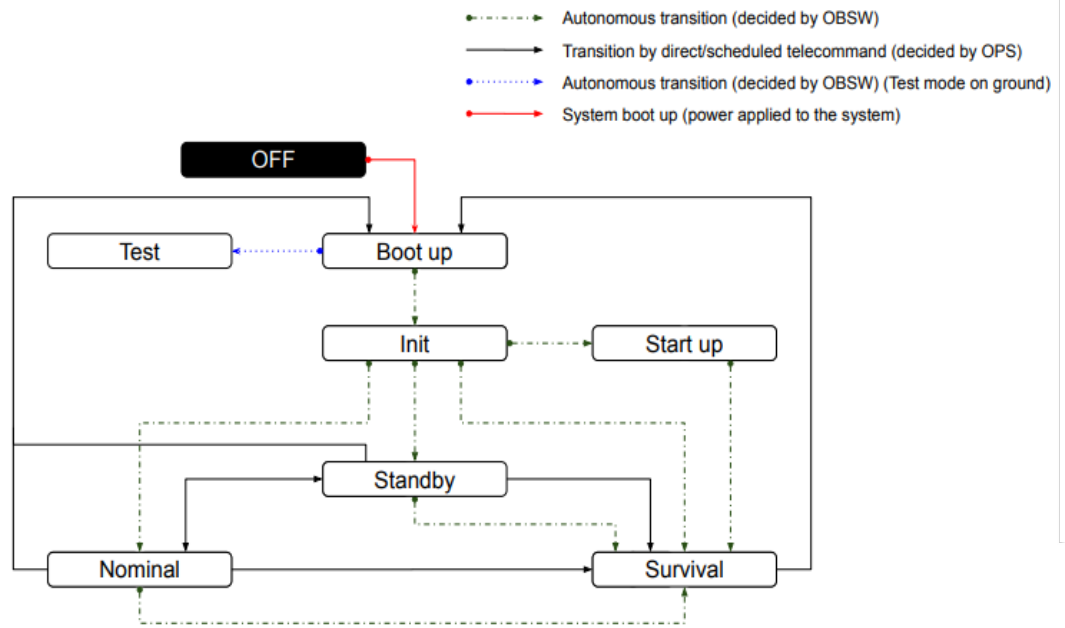 Autonomous transition (decided by OBSW)
Transition by direct/scheduled telecommand (decided by OPS)
Autonomous transition (decided by OBSW) (Test mode on ground)
System boot up (power applied to the system)
OFF
Test
Boot up
Init
Start up
Standby
Nominal
Survival